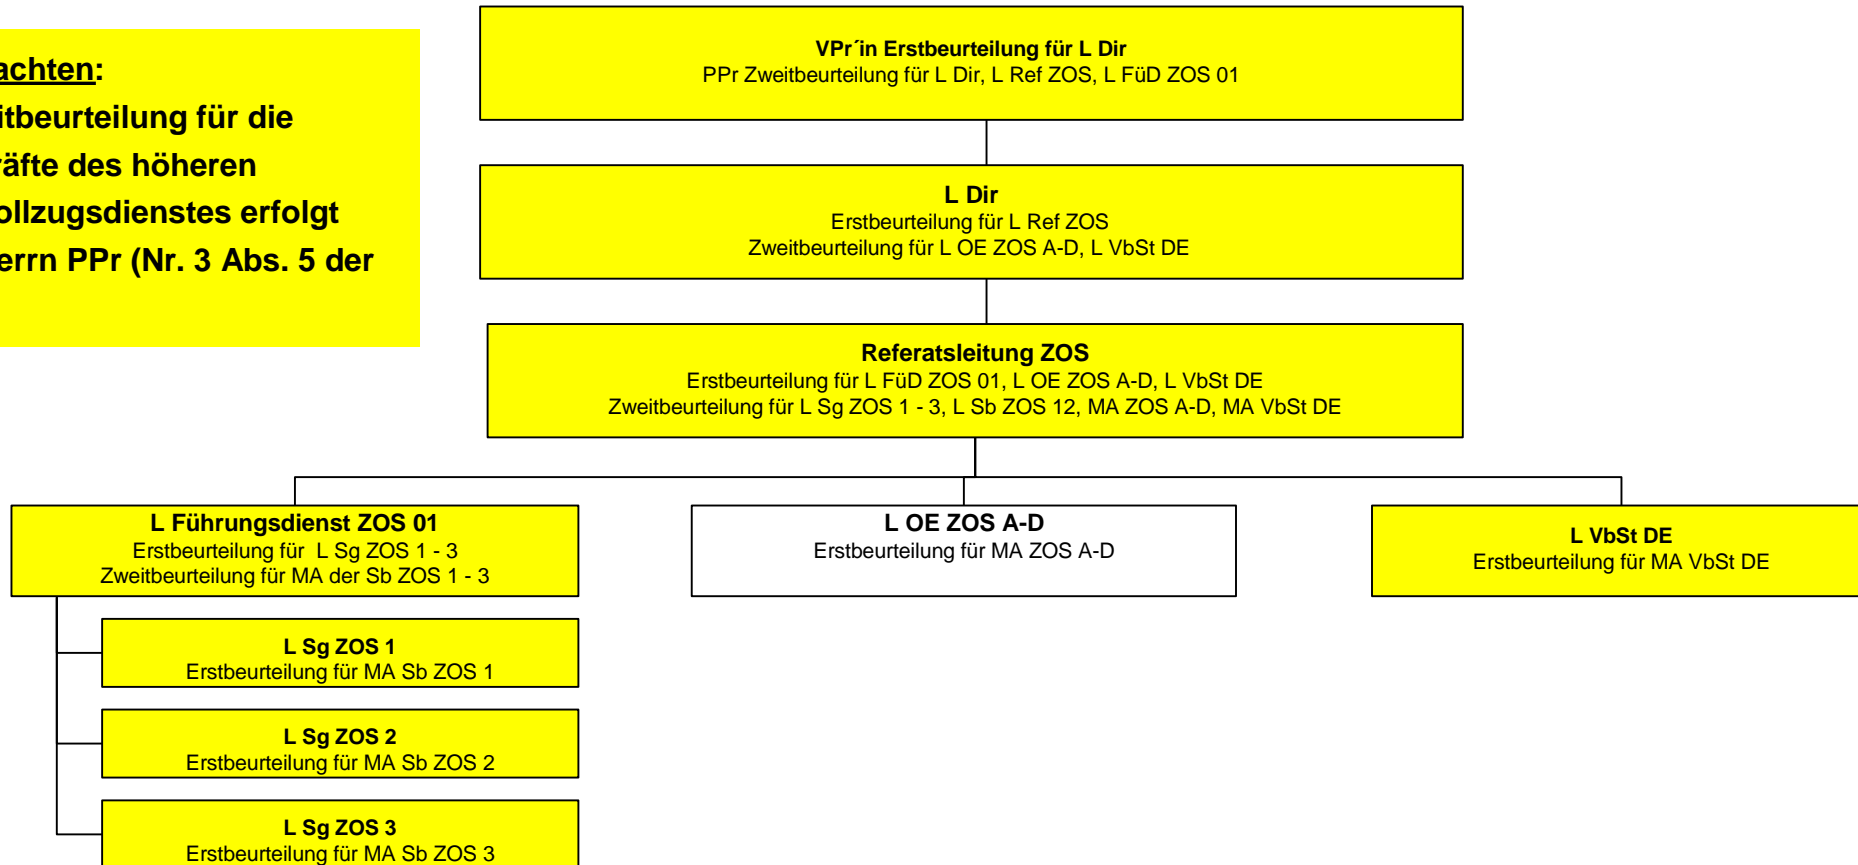 achten:
itbeurteilung für die
räfte des höheren
ollzugsdienstes erfolgt
errn PPr (Nr. 3 Abs. 5 der
VPr´in Erstbeurteilung für L Dir
PPr Zweitbeurteilung für L Dir, L Ref ZOS, L FüD ZOS 01
L Dir
Erstbeurteilung für L Ref ZOS
Zweitbeurteilung für L OE ZOS A-D, L VbSt DE
Referatsleitung ZOS
Erstbeurteilung für L FüD ZOS 01, L OE ZOS A-D, L VbSt DE
Zweitbeurteilung für L Sg ZOS 1 - 3, L Sb ZOS 12, MA ZOS A-D, MA VbSt DE
L Führungsdienst ZOS 01
Erstbeurteilung für L Sg ZOS 1 - 3
Zweitbeurteilung für MA der Sb ZOS 1 - 3
L OE ZOS A-D
Erstbeurteilung für MA ZOS A-D
L VbSt DE
Erstbeurteilung für MA VbSt DE
L Sg ZOS 1
Erstbeurteilung für MA Sb ZOS 1
L Sg ZOS 2
Erstbeurteilung für MA Sb ZOS 2
L Sg ZOS 3
Erstbeurteilung für MA Sb ZOS 3